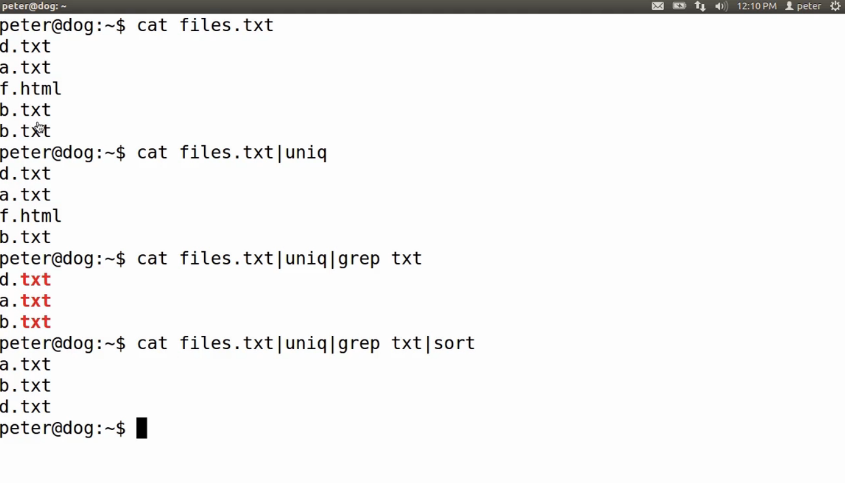 peter@dog: ~
12:10 PM peter
peter@dog:~$ cat files.txt
d.txt
a.txt
f.html
b.txt
b.txt
peter@dog:~$ cat files.txt|uniq
d.txt
a.txt
f.html
b.txt
peter@dog:~$ cat files.txt|uniq|grep txt
d.txt
a.txt
b.txt
peter@dog:~$ cat files.txt|uniq|grep txt|sort
a.txt
b.txt
d.txt
peter@dog:~$